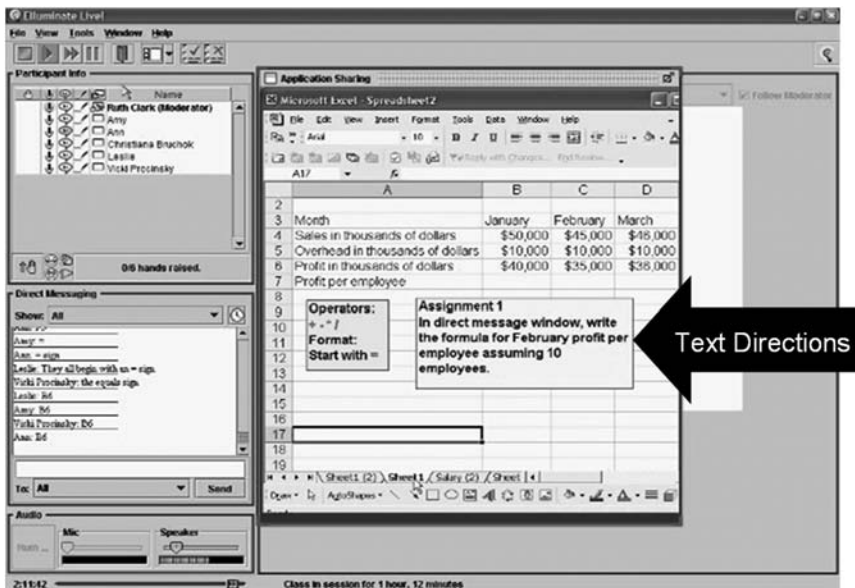 Elluminate Live!
File View Tools Window Help
Participant Info
Name
Ruth Clark (Moderator)
Amy
Ann
Christiana Bruchok
Leslie
Vicki Procinsky
0/6 hands raised.
Direct Messaging
Show: All
Amy: =
Ann: = sign
Leslie: They all begin with an = sign.
Vicki Procinsky: the equals sign
Leslie: B6
Amy: B6
Vicki Procinsky: B6
Ann: B6
To: All Send
Audio
Mic Speaker
2:11:42 Class in session for 1 hour, 12 minutes
Follow Moderator
Application Sharing
Microsoft Excel - Spreadsheet2
File Edit View Insert Format Tools Data Window Help
Arial 10 B I U
A17 fx
A B C D
2
3 Month January February March
4 Sales in thousands of dollars $50,000 $45,000 $46,000
5 Overhead in thousands of dollars $10,000 $10,000 $10,000
6 Profit in thousands of dollars $40,000 $35,000 $36,000
7 Profit per employee
8
9
10
11
12
13
14
15
16
17
18
19
Operators:
+ - * /
Format:
Start with =
Assignment 1
In direct message window, write
the formula for February profit per
employee assuming 10
employees.
Sheet1 (2) Sheet1 Salary (2) Sheet
Draw AutoShapes
Text Directions